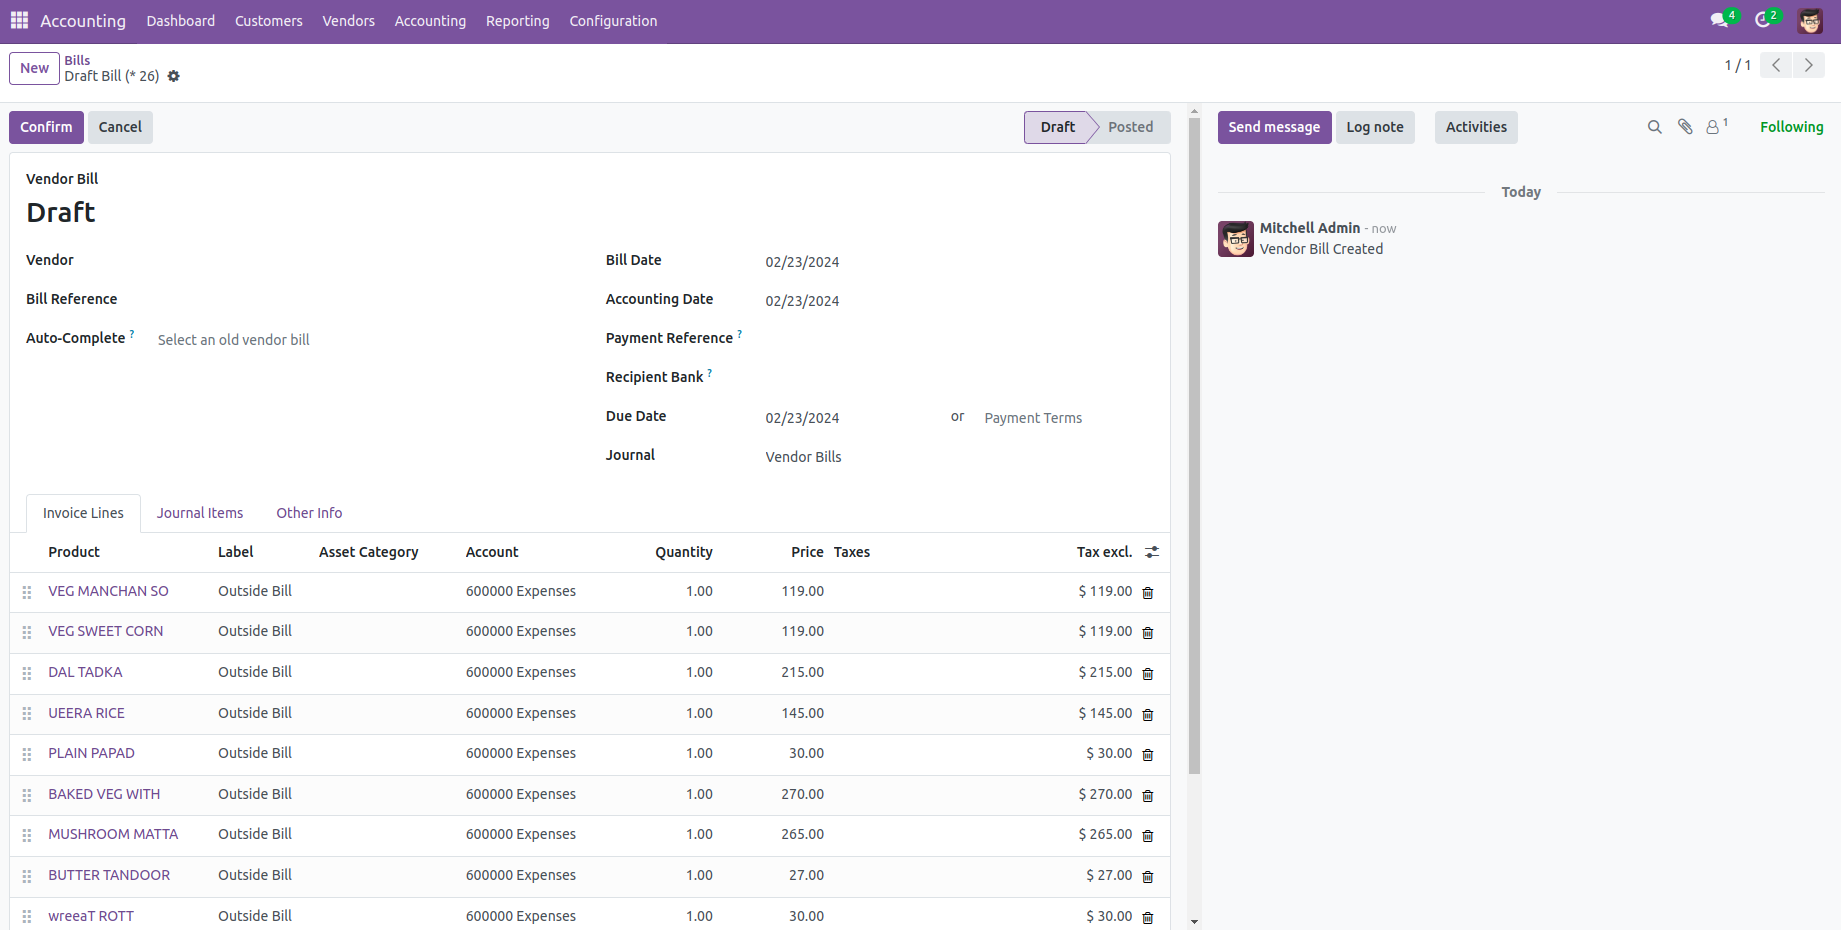 Accounting Dashboard Customers Vendors Accounting Reporting Configuration 4 2
New Bills
Draft Bill (* 26) 1 / 1
Confirm Cancel Draft Posted Send message Log note Activities 1 Following
Vendor Bill
Draft
Today
Mitchell Admin - now
Vendor Bill Created
Vendor
Bill Reference
Auto-Complete ? Select an old vendor bill
Bill Date 02/23/2024
Accounting Date 02/23/2024
Payment Reference ?
Recipient Bank ?
Due Date 02/23/2024 or Payment Terms
Journal Vendor Bills
Invoice Lines Journal Items Other Info
Product Label Asset Category Account Quantity Price Taxes Tax excl.
VEG MANCHAN SO Outside Bill 600000 Expenses 1.00 119.00 $ 119.00
VEG SWEET CORN Outside Bill 600000 Expenses 1.00 119.00 $ 119.00
DAL TADKA Outside Bill 600000 Expenses 1.00 215.00 $ 215.00
UEERA RICE Outside Bill 600000 Expenses 1.00 145.00 $ 145.00
PLAIN PAPAD Outside Bill 600000 Expenses 1.00 30.00 $ 30.00
BAKED VEG WITH Outside Bill 600000 Expenses 1.00 270.00 $ 270.00
MUSHROOM MATTA Outside Bill 600000 Expenses 1.00 265.00 $ 265.00
BUTTER TANDOOR Outside Bill 600000 Expenses 1.00 27.00 $ 27.00
wreeaT ROTT Outside Bill 600000 Expenses 1.00 30.00 $ 30.00